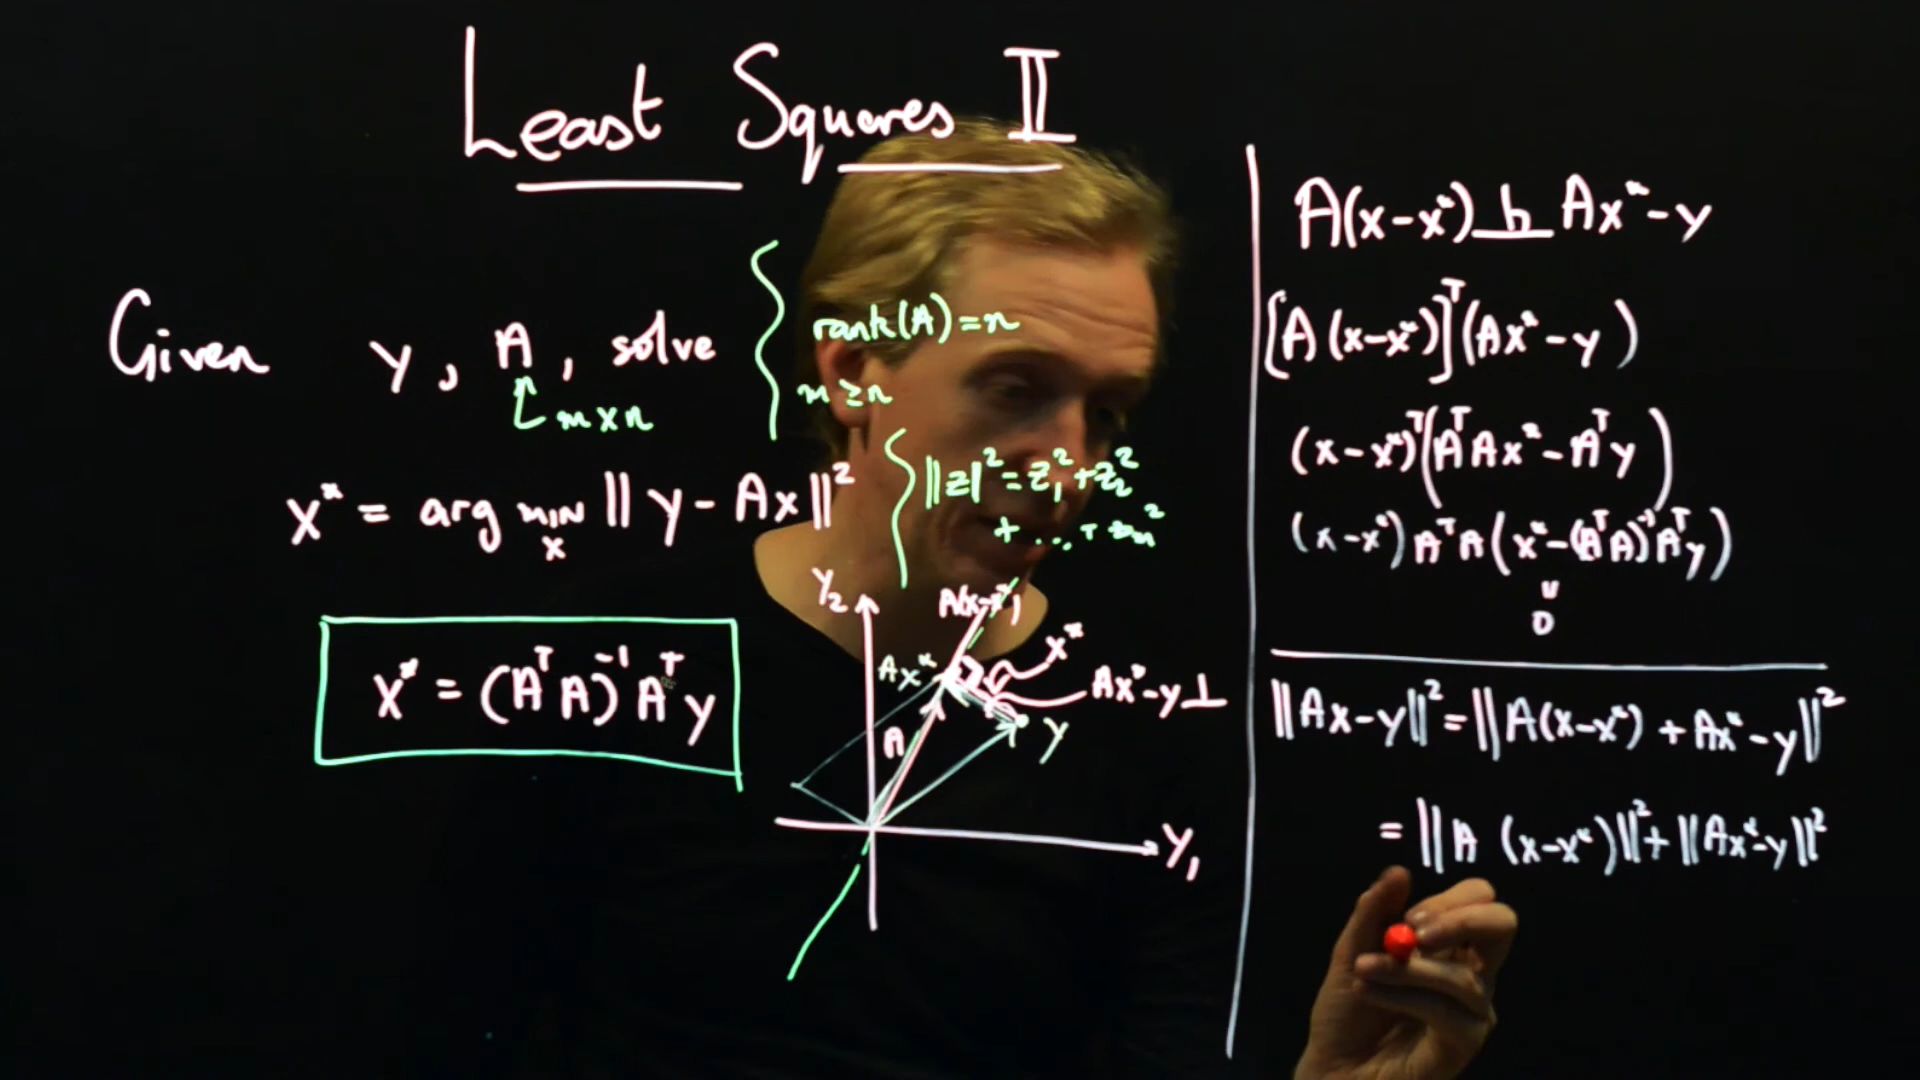 Least Squares II
Given y, A, solve
m x n
rank(A) = n
m ≥ n
x* = arg min ‖y - Ax‖²
x
‖z‖² = z₁² + z₂²
+ ... + zₘ²
x* = (AᵀA)⁻¹Aᵀy
Y₂
A(x-x*)
Ax*
x*
Ax*-y ⊥
A
y
Y₁
A(x-x*) ⊥ Ax*-y
[A(x-x*)]ᵀ(Ax*-y)
(x-x*)ᵀ(AᵀAx*-Aᵀy)
(x-x*)AᵀA(x*-(AᵀA)⁻¹Aᵀy)
0
‖Ax-y‖² = ‖A(x-x*) + Ax*-y‖²
= ‖A(x-x*)‖² + ‖Ax*-y‖²